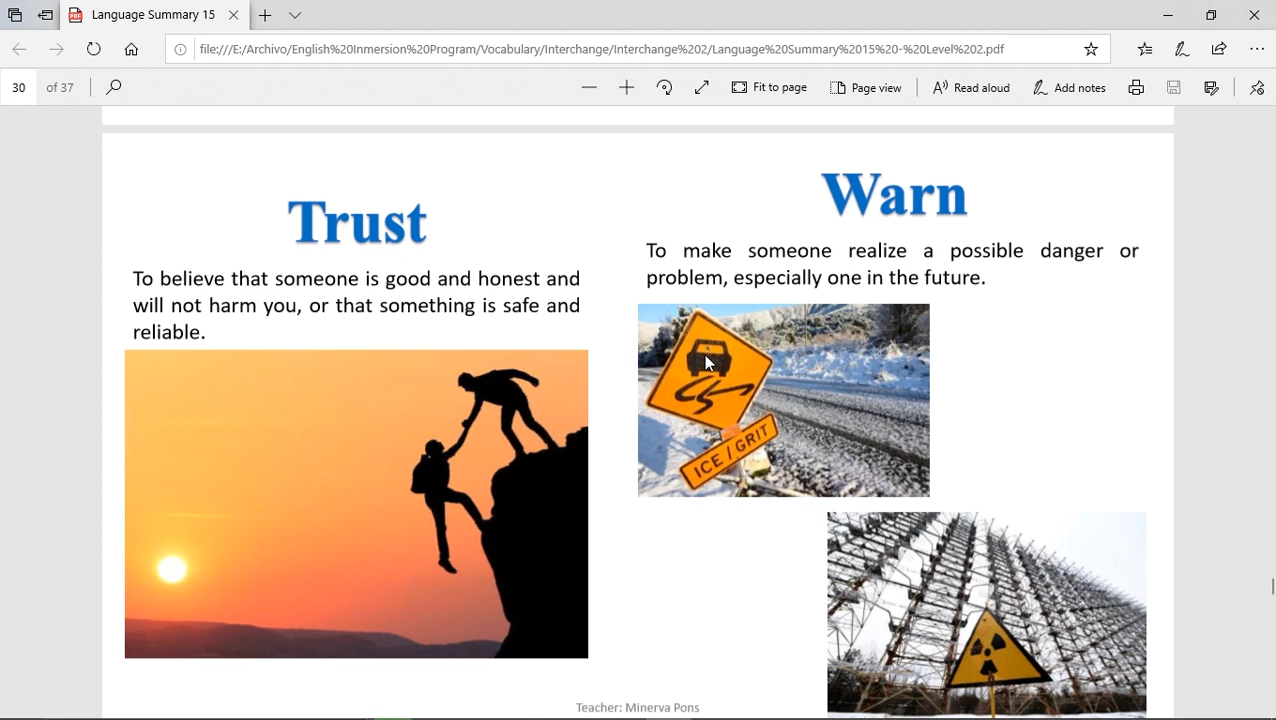 Language Summary 15
file:///E:/Archivo/English%20Inmersion%20Program/Vocabulary/Interchange/Interchange%202/Language%20Summary%2015%20-%20Level%202.pdf
30 of 37
Fit to page
Page view
Read aloud
Add notes
Trust
To believe that someone is good and honest and
will not harm you, or that something is safe and
reliable.
Warn
To make someone realize a possible danger or
problem, especially one in the future.
ICE / GRIT
Teacher: Minerva Pons